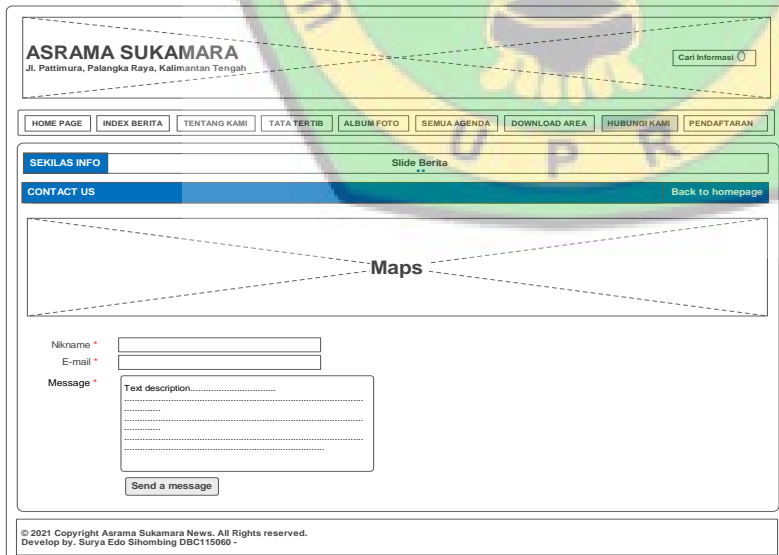 ASRAMA SUKAMARA
Jl. Pattimura, Palangka Raya, Kalimantan Tengah
Cari Informasi
HOME PAGE INDEX BERITA TENTANG KAMI TATA TERTIB ALBUM FOTO SEMUA AGENDA DOWNLOAD AREA HUBUNGI KAMI PENDAFTARAN
U P R
SEKILAS INFO Slide Berita
CONTACT US Back to homepage
Maps
Nikname *
E-mail *
Message *
Text description.................................
Send a message
© 2021 Copyright Asrama Sukamara News. All Rights reserved.
Develop by. Surya Edo Sihombing DBC115060 -